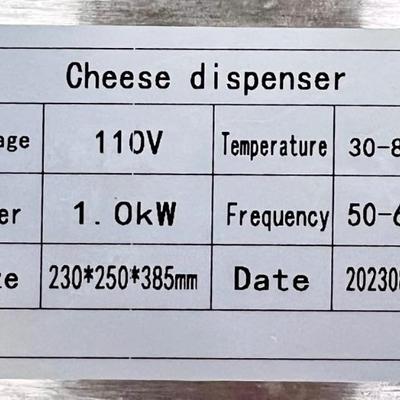 Cheese dispenser
age 110V Temperature 30-8
er 1.0kW Frequency 50-6
ze 230*250*385mm Date 202308